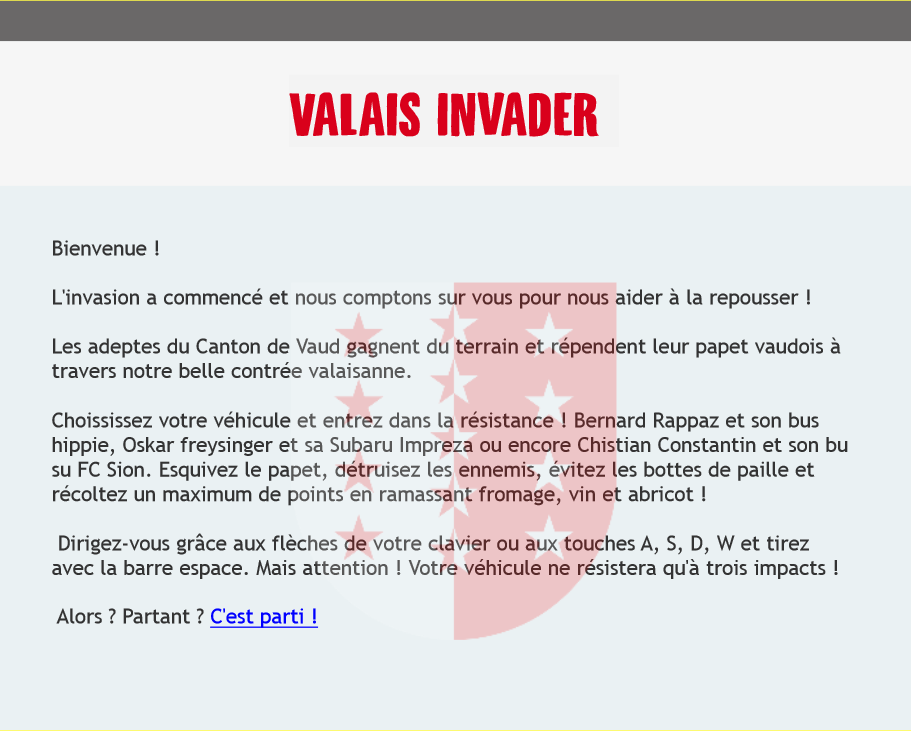 VALAIS INVADER
Bienvenue !
L'invasion a commencé et nous comptons sur vous pour nous aider à la repousser !
Les adeptes du Canton de Vaud gagnent du terrain et répendent leur papet vaudois à
travers notre belle contrée valaisanne.
Choississez votre véhicule et entrez dans la résistance ! Bernard Rappaz et son bus
hippie, Oskar freysinger et sa Subaru Impreza ou encore Chistian Constantin et son bu
su FC Sion. Esquivez le papet, détruisez les ennemis, évitez les bottes de paille et
récoltez un maximum de points en ramassant fromage, vin et abricot !
Dirigez-vous grâce aux flèches de votre clavier ou aux touches A, S, D, W et tirez
avec la barre espace. Mais attention ! Votre véhicule ne résistera qu'à trois impacts !
Alors ? Partant ? C'est parti !